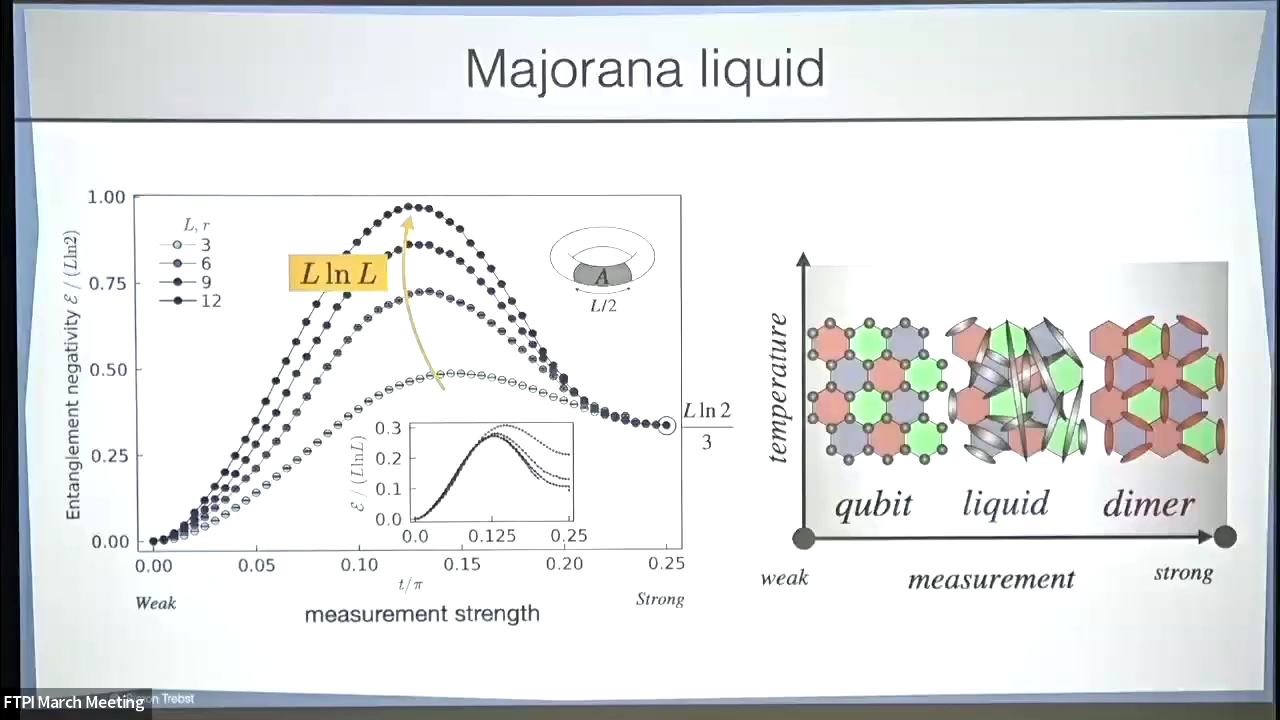 Majorana liquid
Entanglement negativity ℰ / (L ln2)
1.00
0.75
0.50
0.25
0.00
L, r
3
6
9
12
L ln L
A
L/2
L ln 2
3
ℰ / (L ln L)
0.3
0.2
0.1
0.0
0.0 0.125 0.25
0.00 0.05 0.10 0.15 0.20 0.25
t/π
Weak
Strong
measurement strength
temperature
qubit liquid dimer
weak
measurement
strong
Trebst
FTPI March Meeting